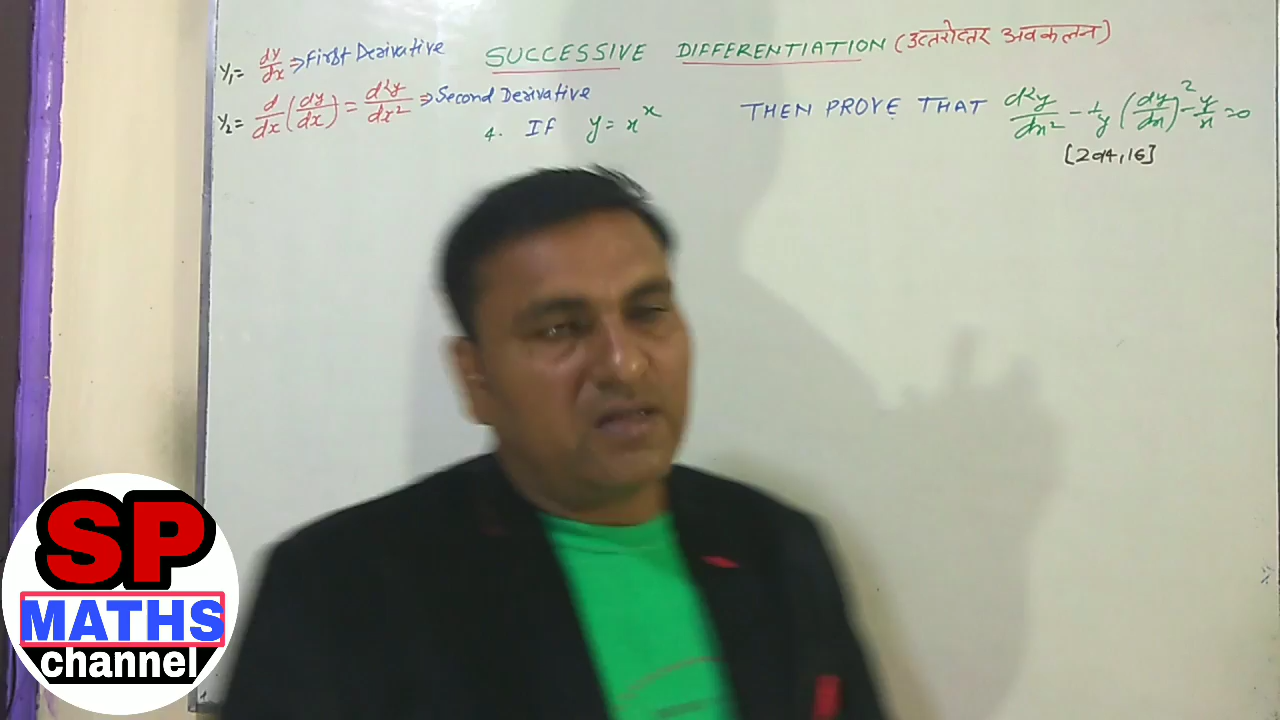 SUCCESSIVE DIFFERENTIATION (उत्तरोत्तर अवकलन)
y₁ = dy/dx ⇒ First Derivative
y₂ = d/dx (dy/dx) = d²y/dx² ⇒ Second Derivative
4. If y = x^x THEN PROVE THAT d²y/dx² - 1/y (dy/dx)² - y/x = 0
[2014, 16]
SP
MATHS
channel